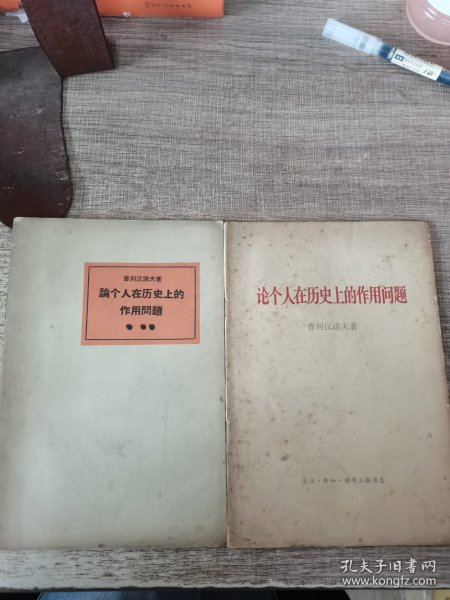 普列汉諾夫著
論个人在历史上的
作用問題
论个人在历史上的作用问题
普列汉诺夫著
生活·新知·读书三联书店
孔夫子旧书网
www.kongfz.com